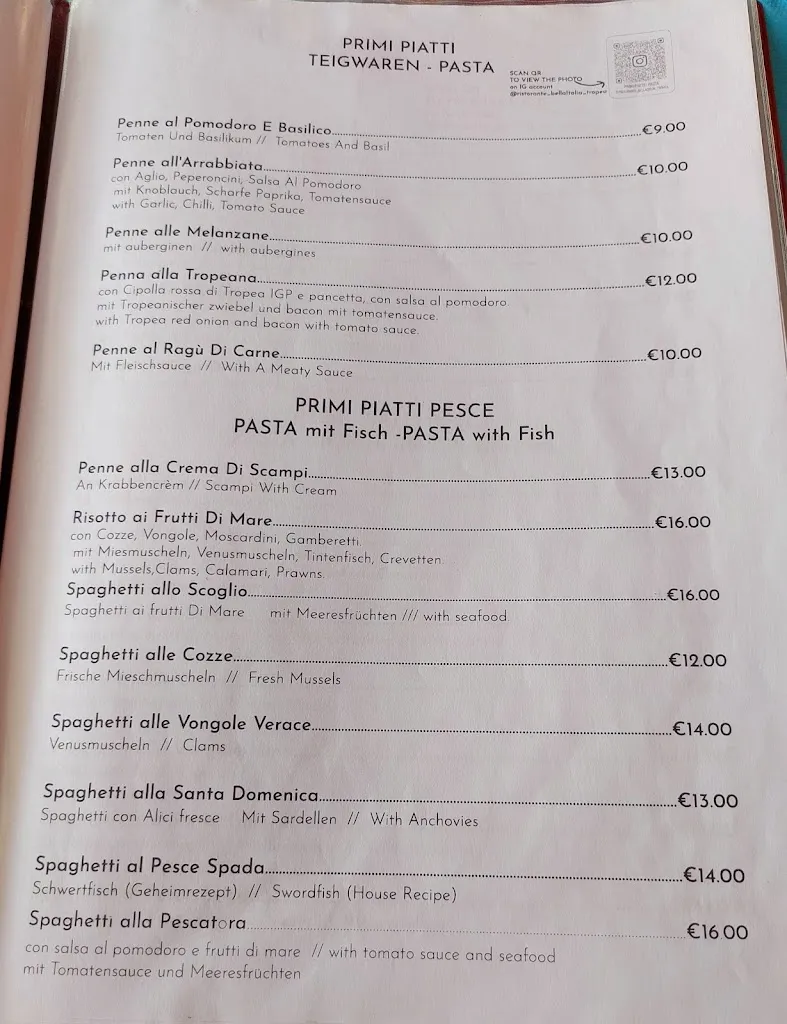 PRIMI PIATTI
TEIGWAREN - PASTA
SCAN QR
TO VIEW THE PHOTO
on IG account
@ristorante_bellaitalia_tropea
Penne al Pomodoro E Basilico €9.00
Tomaten Und Basilikum // Tomatoes And Basil
Penne all'Arrabbiata €10.00
con Aglio, Peperoncini, Salsa Al Pomodoro
mit Knoblauch, Scharfe Paprika, Tomatensauce
with Garlic, Chilli, Tomato Sauce
Penne alle Melanzane €10.00
mit auberginen // with aubergines
Penna alla Tropeana €12.00
con Cipolla rossa di Tropea IGP e pancetta, con salsa al pomodoro.
mit Tropeanischer zwiebel und bacon mit tomatensauce.
with Tropea red onion and bacon with tomato sauce.
Penne al Ragù Di Carne €10.00
Mit Fleischsauce // With A Meaty Sauce
PRIMI PIATTI PESCE
PASTA mit Fisch -PASTA with Fish
Penne alla Crema Di Scampi €13.00
An Krabbencrèm // Scampi With Cream
Risotto ai Frutti Di Mare €16.00
con Cozze, Vongole, Moscardini, Gamberetti.
mit Miesmuscheln, Venusmuscheln, Tintenfisch, Crevetten.
with Mussels,Clams, Calamari, Prawns.
Spaghetti allo Scoglio €16.00
Spaghetti ai frutti Di Mare mit Meeresfrüchten /// with seafood
Spaghetti alle Cozze €12.00
Frische Mieschmuscheln // Fresh Mussels
Spaghetti alle Vongole Verace €14.00
Venusmuscheln // Clams
Spaghetti alla Santa Domenica €13.00
Spaghetti con Alici fresce Mit Sardellen // With Anchovies
Spaghetti al Pesce Spada €14.00
Schwertfisch (Geheimrezept) // Swordfish (House Recipe)
Spaghetti alla Pescatora €16.00
con salsa al pomodoro e frutti di mare // with tomato sauce and seafood
mit Tomatensauce und Meeresfrüchten